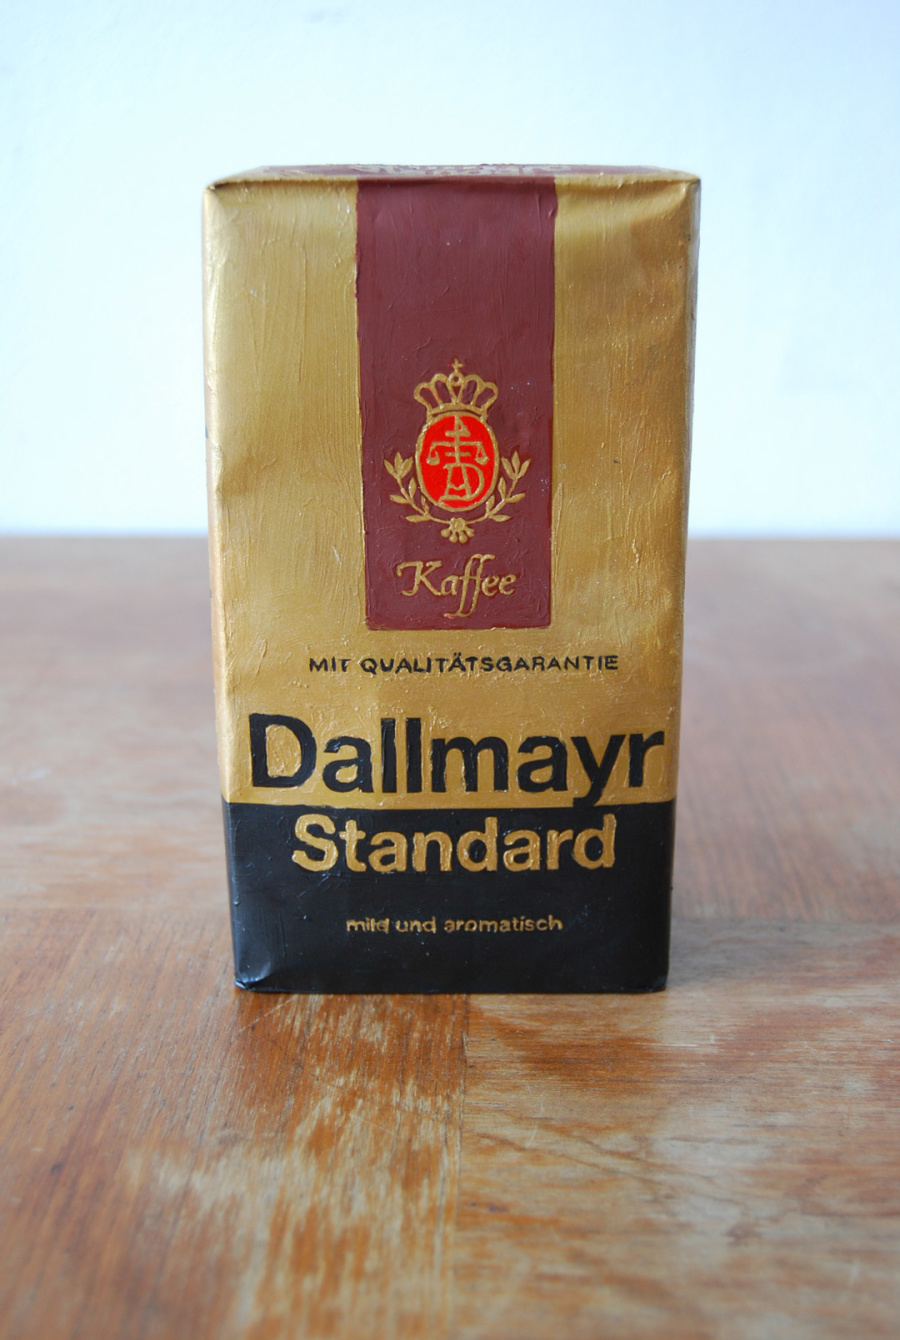 Kaffee
MIT QUALITÄTSGARANTIE
Dallmayr
Standard
mild und aromatisch